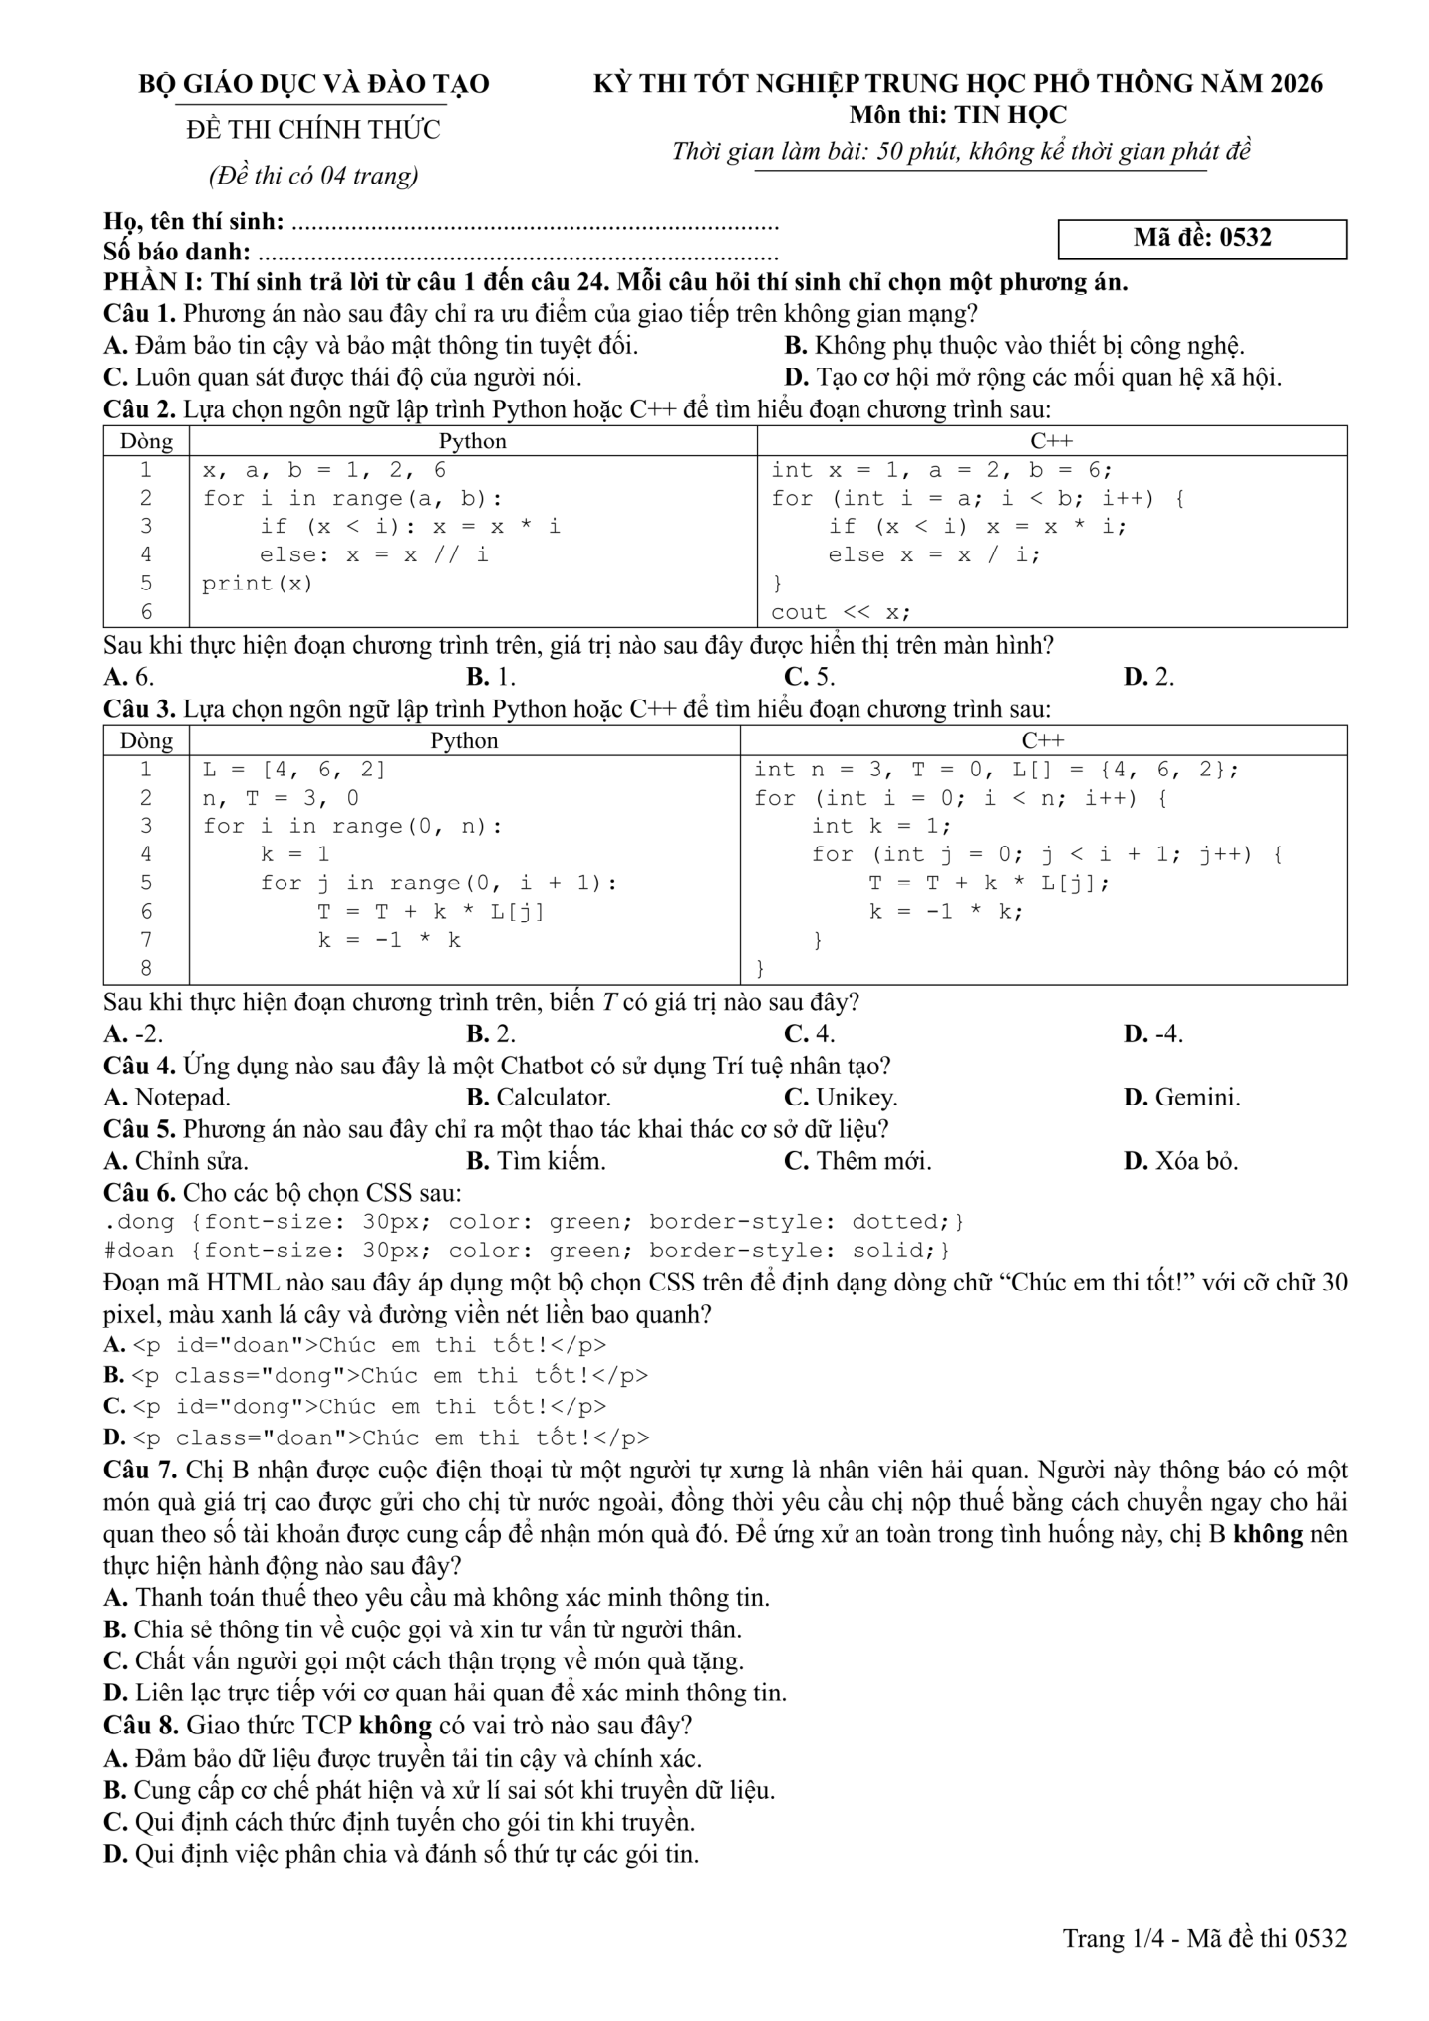 BỘ GIÁO DỤC VÀ ĐÀO TẠO
ĐỀ THI CHÍNH THỨC
(Đề thi có 04 trang)
KỲ THI TỐT NGHIỆP TRUNG HỌC PHỔ THÔNG NĂM 2026
Môn thi: TIN HỌC
Thời gian làm bài: 50 phút, không kể thời gian phát đề
Họ, tên thí sinh: ..........................................................................
Số báo danh: ...............................................................................
Mã đề: 0532
PHẦN I: Thí sinh trả lời từ câu 1 đến câu 24. Mỗi câu hỏi thí sinh chỉ chọn một phương án.
Câu 1. Phương án nào sau đây chỉ ra ưu điểm của giao tiếp trên không gian mạng?
A. Đảm bảo tin cậy và bảo mật thông tin tuyệt đối. B. Không phụ thuộc vào thiết bị công nghệ.
C. Luôn quan sát được thái độ của người nói. D. Tạo cơ hội mở rộng các mối quan hệ xã hội.
Câu 2. Lựa chọn ngôn ngữ lập trình Python hoặc C++ để tìm hiểu đoạn chương trình sau:
Dòng Python C++
1 x, a, b = 1, 2, 6 int x = 1, a = 2, b = 6;
2 for i in range(a, b): for (int i = a; i < b; i++) {
3 if (x < i): x = x * i if (x < i) x = x * i;
4 else: x = x // i else x = x / i;
5 print(x) }
6 cout << x;
Sau khi thực hiện đoạn chương trình trên, giá trị nào sau đây được hiển thị trên màn hình?
A. 6. B. 1. C. 5. D. 2.
Câu 3. Lựa chọn ngôn ngữ lập trình Python hoặc C++ để tìm hiểu đoạn chương trình sau:
Dòng Python C++
1 L = [4, 6, 2] int n = 3, T = 0, L[] = {4, 6, 2};
2 n, T = 3, 0 for (int i = 0; i < n; i++) {
3 for i in range(0, n): int k = 1;
4 k = 1 for (int j = 0; j < i + 1; j++) {
5 for j in range(0, i + 1): T = T + k * L[j];
6 T = T + k * L[j] k = -1 * k;
7 k = -1 * k }
8 }
Sau khi thực hiện đoạn chương trình trên, biến T có giá trị nào sau đây?
A. -2. B. 2. C. 4. D. -4.
Câu 4. Ứng dụng nào sau đây là một Chatbot có sử dụng Trí tuệ nhân tạo?
A. Notepad. B. Calculator. C. Unikey. D. Gemini.
Câu 5. Phương án nào sau đây chỉ ra một thao tác khai thác cơ sở dữ liệu?
A. Chỉnh sửa. B. Tìm kiếm. C. Thêm mới. D. Xóa bỏ.
Câu 6. Cho các bộ chọn CSS sau:
.dong {font-size: 30px; color: green; border-style: dotted;}
#doan {font-size: 30px; color: green; border-style: solid;}
Đoạn mã HTML nào sau đây áp dụng một bộ chọn CSS trên để định dạng dòng chữ “Chúc em thi tốt!” với cỡ chữ 30
pixel, màu xanh lá cây và đường viền nét liền bao quanh?
A. <p id="doan">Chúc em thi tốt!</p>
B. <p class="dong">Chúc em thi tốt!</p>
C. <p id="dong">Chúc em thi tốt!</p>
D. <p class="doan">Chúc em thi tốt!</p>
Câu 7. Chị B nhận được cuộc điện thoại từ một người tự xưng là nhân viên hải quan. Người này thông báo có một
món quà giá trị cao được gửi cho chị từ nước ngoài, đồng thời yêu cầu chị nộp thuế bằng cách chuyển ngay cho hải
quan theo số tài khoản được cung cấp để nhận món quà đó. Để ứng xử an toàn trong tình huống này, chị B không nên
thực hiện hành động nào sau đây?
A. Thanh toán thuế theo yêu cầu mà không xác minh thông tin.
B. Chia sẻ thông tin về cuộc gọi và xin tư vấn từ người thân.
C. Chất vấn người gọi một cách thận trọng về món quà tặng.
D. Liên lạc trực tiếp với cơ quan hải quan để xác minh thông tin.
Câu 8. Giao thức TCP không có vai trò nào sau đây?
A. Đảm bảo dữ liệu được truyền tải tin cậy và chính xác.
B. Cung cấp cơ chế phát hiện và xử lí sai sót khi truyền dữ liệu.
C. Qui định cách thức định tuyến cho gói tin khi truyền.
D. Qui định việc phân chia và đánh số thứ tự các gói tin.
Trang 1/4 - Mã đề thi 0532